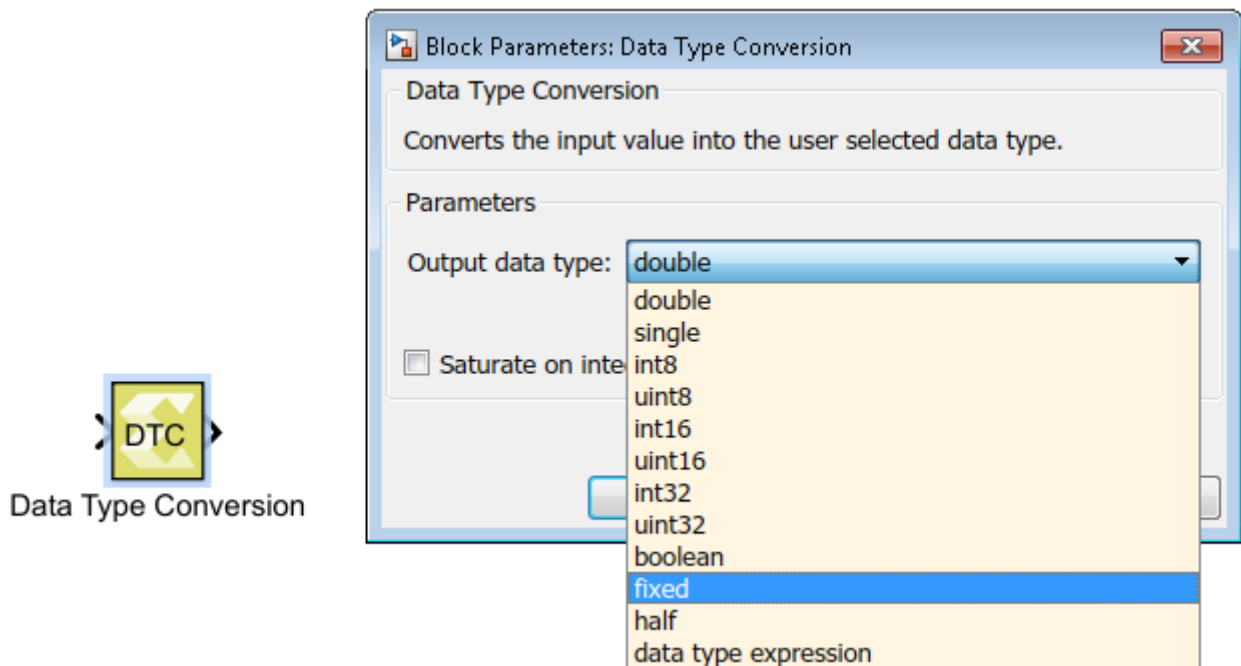 Block Parameters: Data Type Conversion
Data Type Conversion
Converts the input value into the user selected data type.
Parameters
Output data type: double
double
single
Saturate on inte
int8
uint8
int16
uint16
int32
uint32
boolean
fixed
half
data type expression
DTC
Data Type Conversion